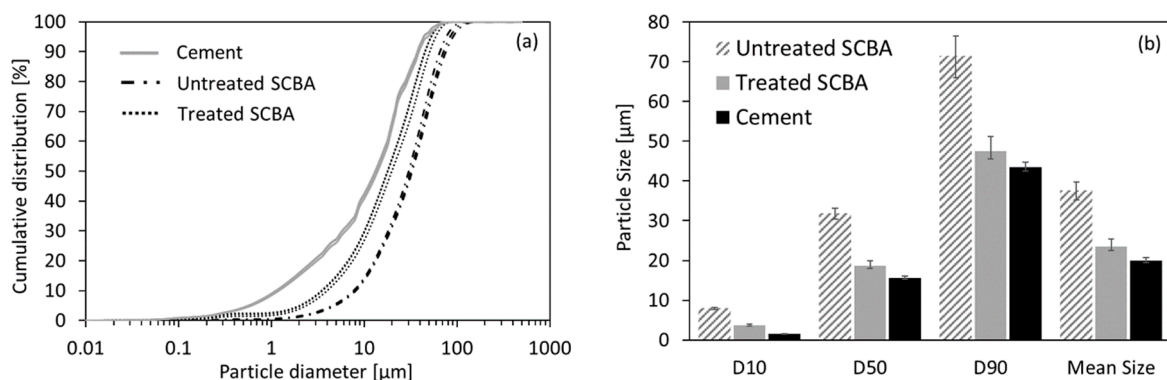 (a)
Cumulative distribution [%]
100
90
80
70
60
50
40
30
20
10
0
Cement
Untreated SCBA
Treated SCBA
0.01 0.1 1 10 100 1000
Particle diameter [µm]
(b)
Particle Size [µm]
80
70
60
50
40
30
20
10
0
Untreated SCBA
Treated SCBA
Cement
D10 D50 D90 Mean Size